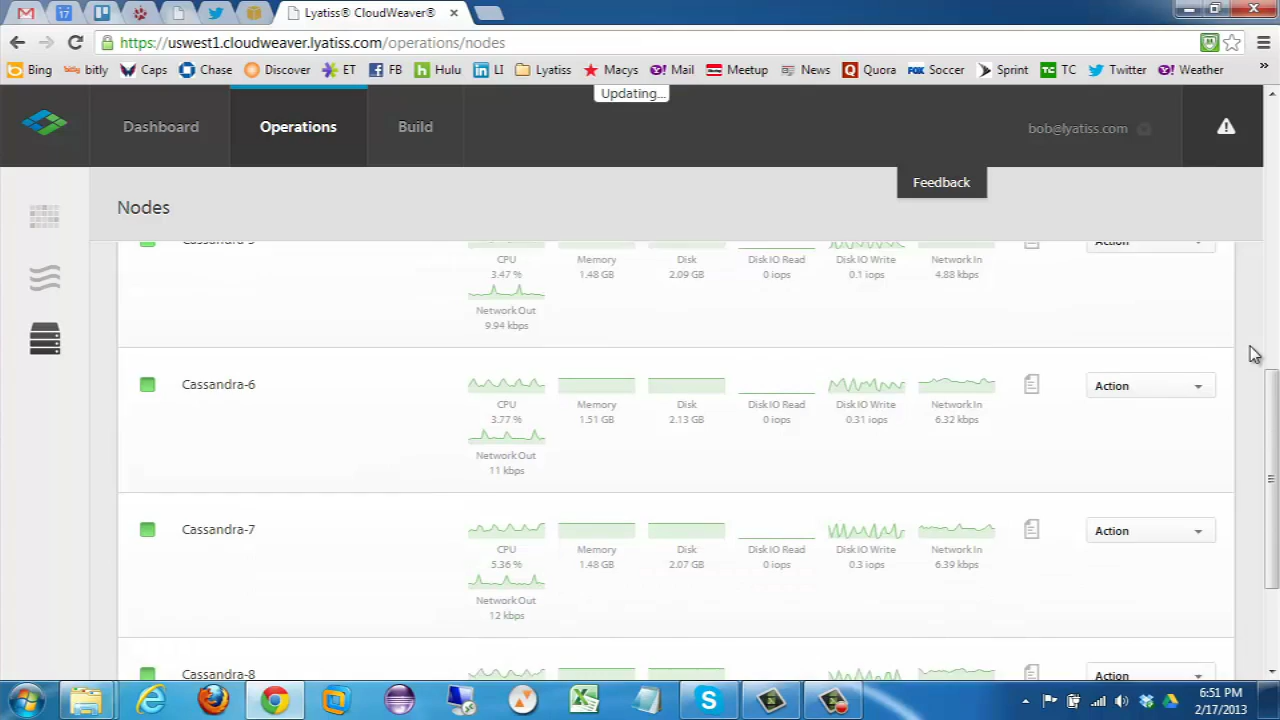 Lyatiss® CloudWeaver®
https://uswest1.cloudweaver.lyatiss.com/operations/nodes
Bing bitly Caps Chase Discover ET FB Hulu LI Lyatiss Macys Mail Meetup News Quora Soccer Sprint TC Twitter Weather »
Updating...
Dashboard Operations Build bob@lyatiss.com
Feedback
Nodes
CPU Memory Disk Disk IO Read Disk IO Write Network In
3.47 % 1.48 GB 2.09 GB 0 iops 0.1 iops 4.88 kbps
Network Out
9.94 kbps
Cassandra-6 Action
CPU Memory Disk Disk IO Read Disk IO Write Network In
3.77 % 1.51 GB 2.13 GB 0 iops 0.31 iops 6.32 kbps
Network Out
11 kbps
Cassandra-7 Action
CPU Memory Disk Disk IO Read Disk IO Write Network In
5.36 % 1.48 GB 2.07 GB 0 iops 0.3 iops 6.39 kbps
Network Out
12 kbps
Cassandra-8 Action
6:51 PM
2/17/2013